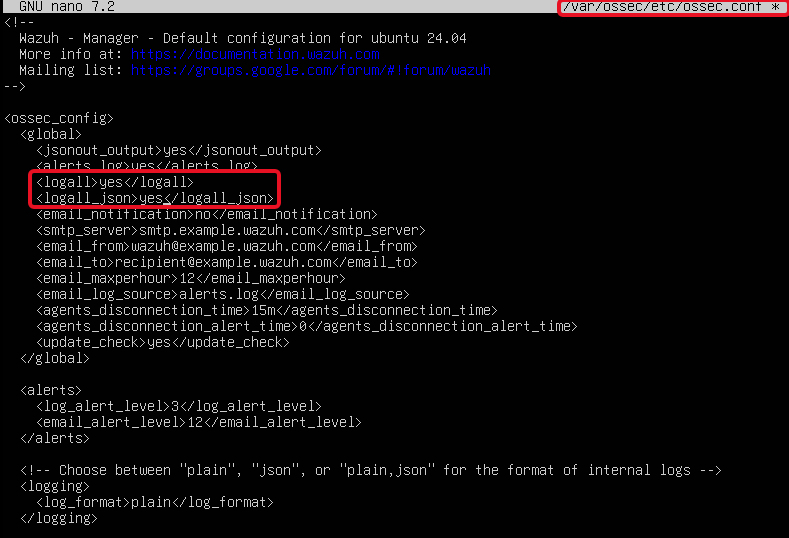 GNU nano 7.2 /var/ossec/etc/ossec.conf *
<!--
  Wazuh - Manager - Default configuration for ubuntu 24.04
  More info at: https://documentation.wazuh.com
  Mailing list: https://groups.google.com/forum/#!forum/wazuh
-->
<ossec_config>
  <global>
    <jsonout_output>yes</jsonout_output>
    <alerts_log>yes</alerts_log>
    <logall>yes</logall>
    <logall_json>yes</logall_json>
    <email_notification>no</email_notification>
    <smtp_server>smtp.example.wazuh.com</smtp_server>
    <email_from>wazuh@example.wazuh.com</email_from>
    <email_to>recipient@example.wazuh.com</email_to>
    <email_maxperhour>12</email_maxperhour>
    <email_log_source>alerts.log</email_log_source>
    <agents_disconnection_time>15m</agents_disconnection_time>
    <agents_disconnection_alert_time>0</agents_disconnection_alert_time>
    <update_check>yes</update_check>
  </global>
  <alerts>
    <log_alert_level>3</log_alert_level>
    <email_alert_level>12</email_alert_level>
  </alerts>
  <!-- Choose between "plain", "json", or "plain,json" for the format of internal logs -->
  <logging>
    <log_format>plain</log_format>
  </logging>